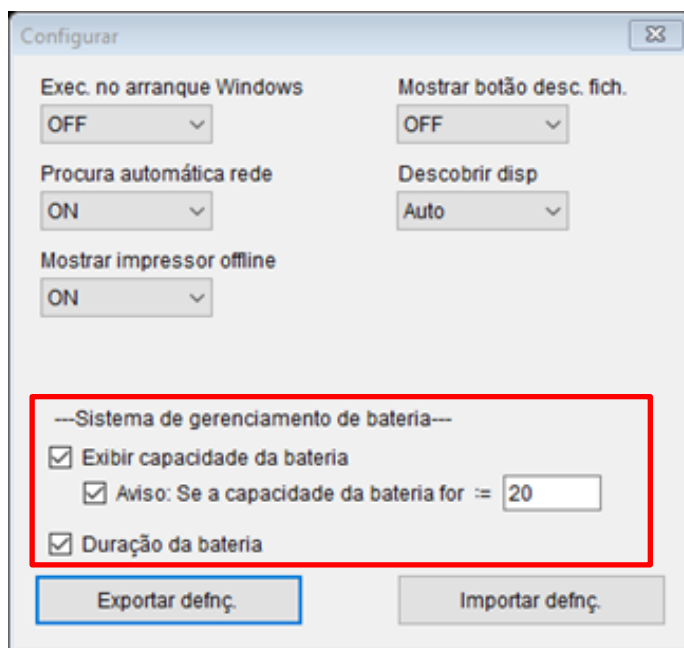 Configurar
Exec. no arranque Windows
Mostrar botão desc. fich.
OFF
OFF
Procura automática rede
Descobrir disp
ON
Auto
Mostrar impressor offline
ON
---Sistema de gerenciamento de bateria---
Exibir capacidade da bateria
Aviso: Se a capacidade da bateria for := 20
Duração da bateria
Exportar defnç.
Importar defnç.